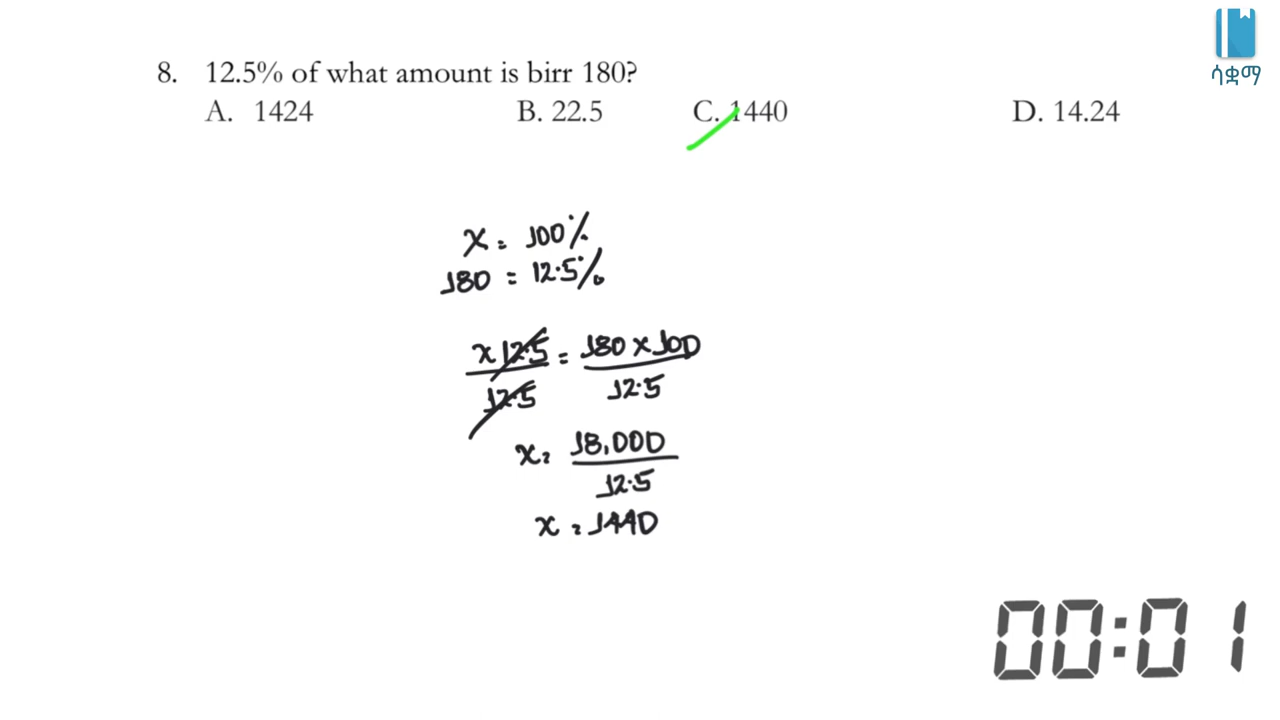 ሳቋማ
8. 12.5% of what amount is birr 180?
A. 1424 B. 22.5 C. 1440 D. 14.24
x = 100%
180 = 12.5%
x 12.5 = 180 x 100
12.5 12.5
x = 18,000
12.5
x = 1440
00:01